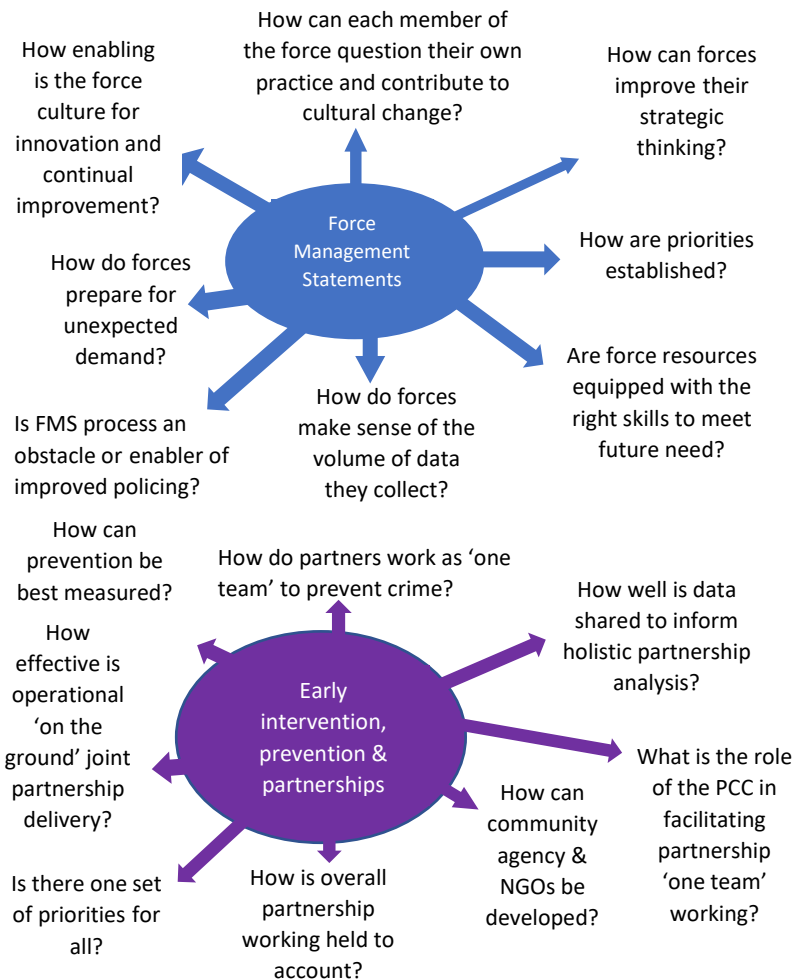 How enabling
is the force
culture for
innovation and
continual
improvement?
How can each member of
the force question their own
practice and contribute to
cultural change?
How can forces
improve their
strategic
thinking?
Force
Management
Statements
How do forces
prepare for
unexpected
demand?
How are priorities
established?
Is FMS process an
obstacle or enabler of
improved policing?
How do forces
make sense of the
volume of data
they collect?
Are force resources
equipped with the
right skills to meet
future need?
How can
prevention be
best measured?
How do partners work as ‘one
team’ to prevent crime?
How well is data
shared to inform
holistic partnership
analysis?
How
effective is
operational
‘on the
ground’ joint
partnership
delivery?
Early
intervention,
prevention &
partnerships
What is the role
of the PCC in
facilitating
partnership
‘one team’
working?
Is there one set
of priorities for
all?
How is overall
partnership
working held to
account?
How can
community
agency &
NGOs be
developed?